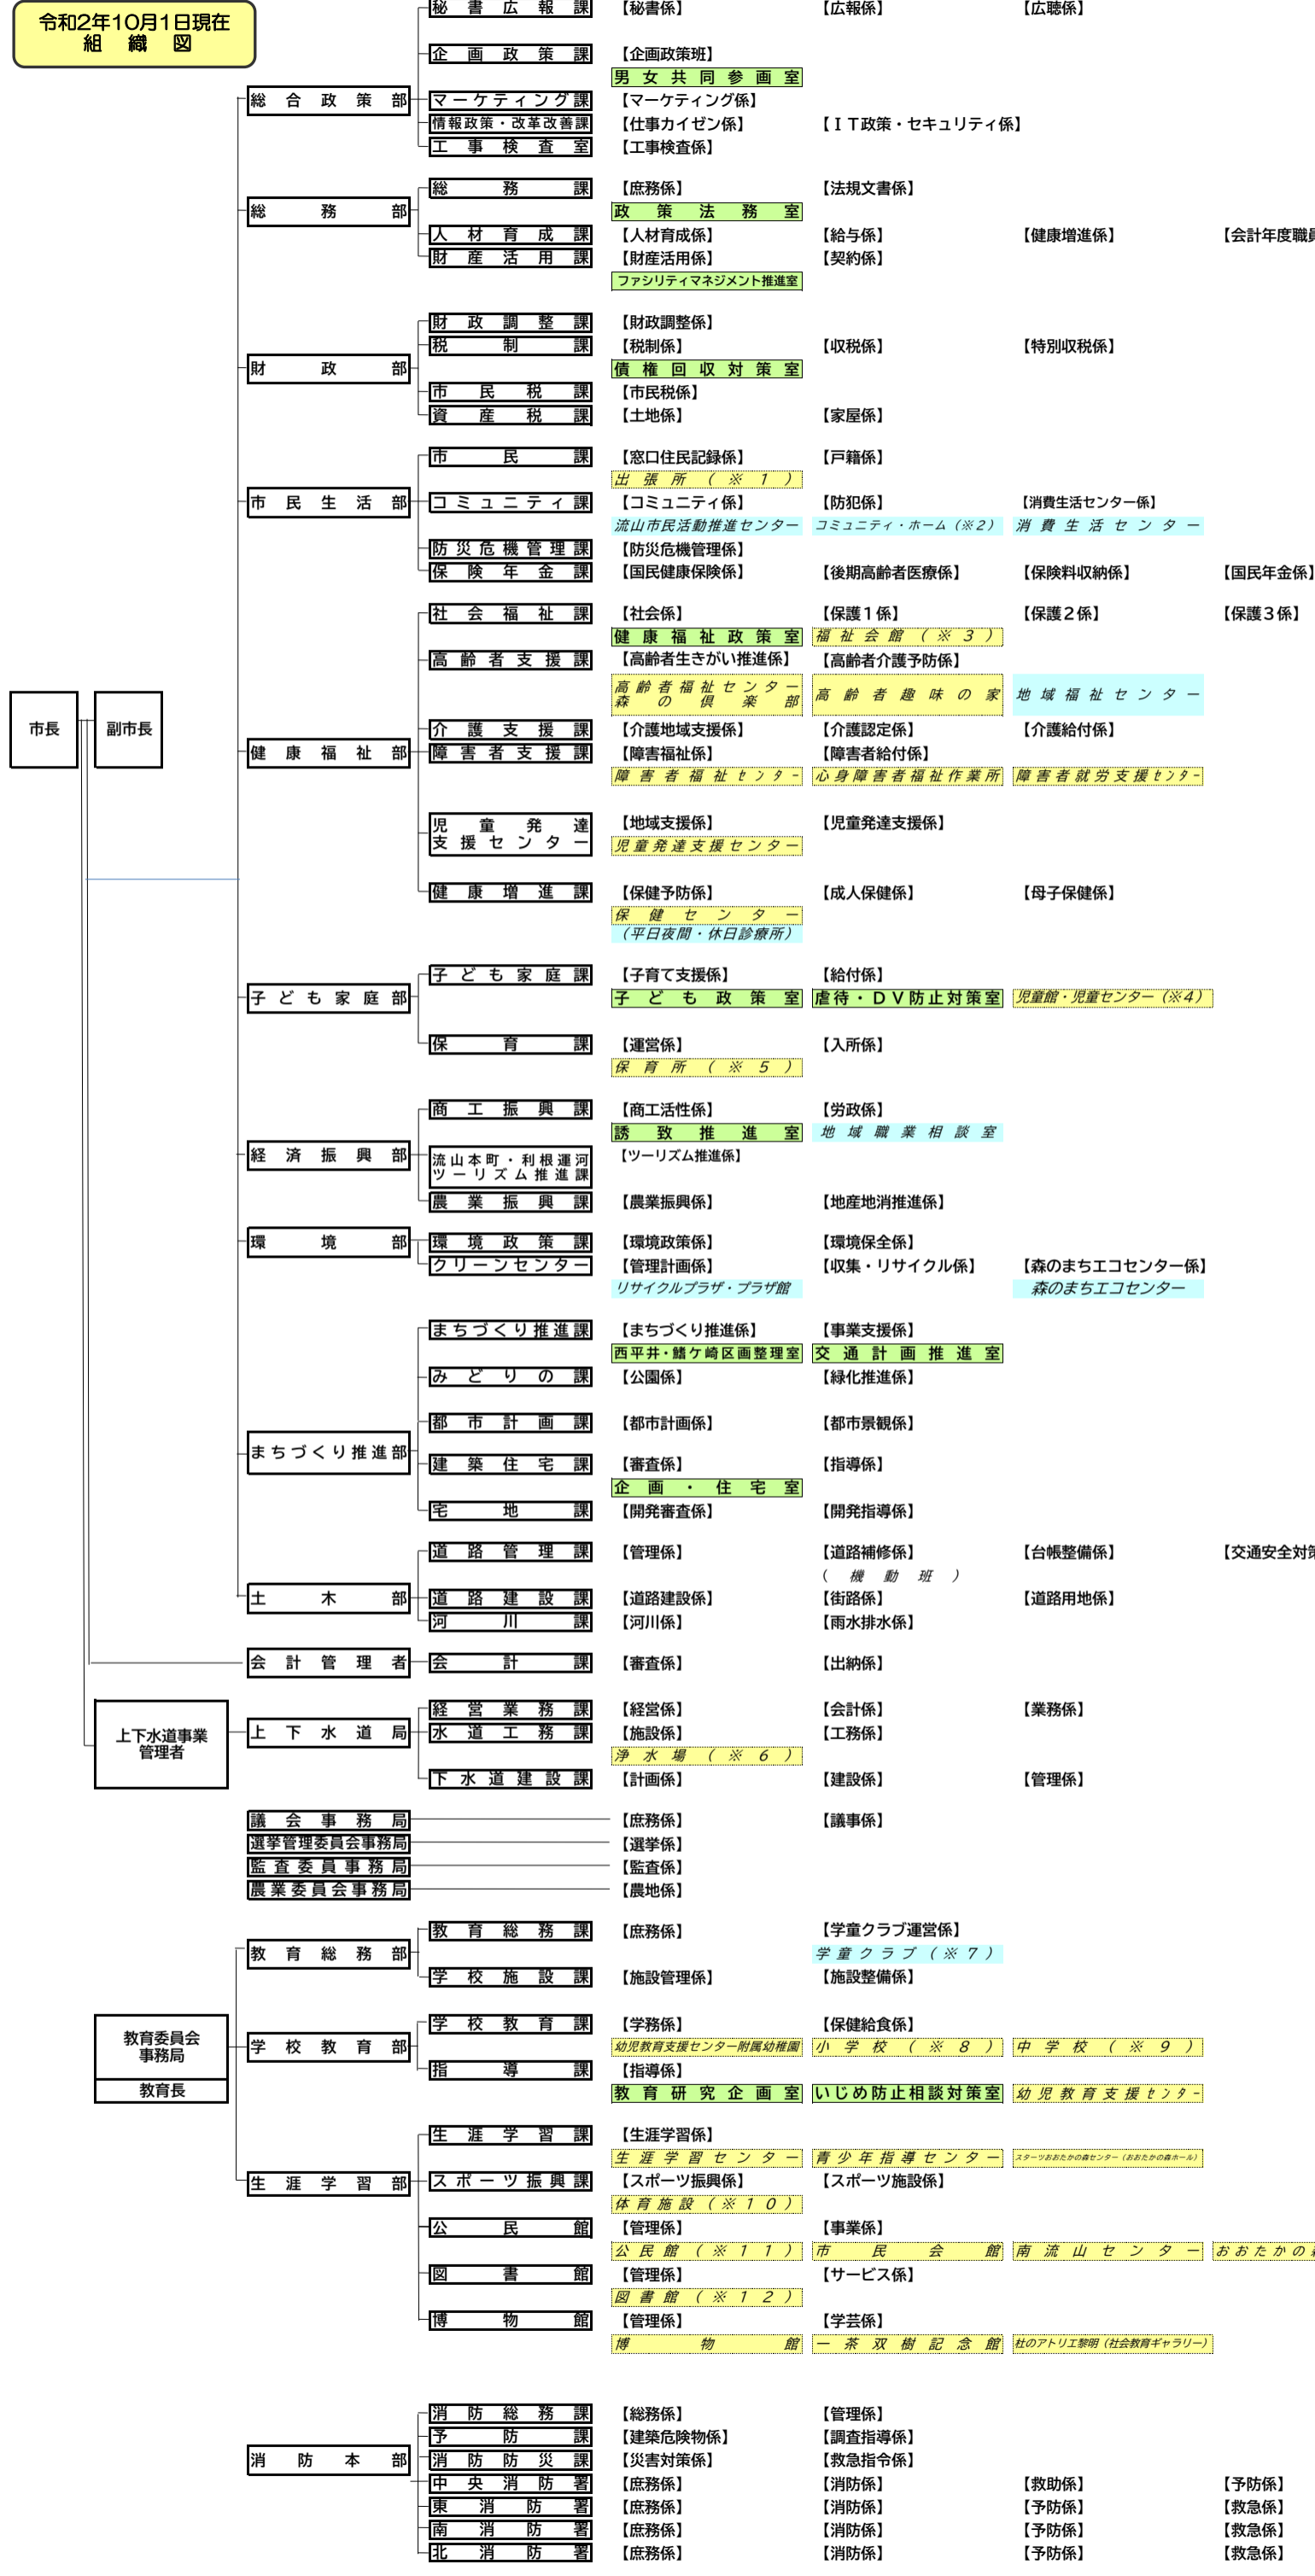 令和2年10月1日現在
組 織 図
秘書広報課 【秘書係】 【広報係】 【広聴係】
企画政策課 【企画政策班】
男女共同参画室
総合政策部 マーケティング課 【マーケティング係】
情報政策・改革改善課 【仕事カイゼン係】 【ＩＴ政策・セキュリティ係】
工事検査室 【工事検査係】
総務課 【庶務係】 【法規文書係】
総務部 政策法務室
人材育成課 【人材育成係】 【給与係】 【健康増進係】 【会計年度職員
財産活用課 【財産活用係】 【契約係】
ファシリティマネジメント推進室
財政調整課 【財政調整係】
税制課 【税制係】 【収税係】 【特別収税係】
財政部 債権回収対策室
市民税課 【市民税係】
資産税課 【土地係】 【家屋係】
市民課 【窓口住民記録係】 【戸籍係】
出張所（※１）
市民生活部 コミュニティ課 【コミュニティ係】 【防犯係】 【消費生活センター係】
流山市民活動推進センター コミュニティ・ホーム（※２） 消費生活センター
防災危機管理課 【防災危機管理係】
保険年金課 【国民健康保険係】 【後期高齢者医療係】 【保険料収納係】 【国民年金係】
社会福祉課 【社会係】 【保護１係】 【保護２係】 【保護３係】
健康福祉政策室 福祉会館（※３）
高齢者支援課 【高齢者生きがい推進係】 【高齢者介護予防係】
高齢者福祉センター
森の倶楽部 高齢者趣味の家 地域福祉センター
市長 副市長
介護支援課 【介護地域支援係】 【介護認定係】 【介護給付係】
健康福祉部 障害者支援課 【障害福祉係】 【障害者給付係】
障害者福祉ｾﾝﾀｰ 心身障害者福祉作業所 障害者就労支援ｾﾝﾀｰ
児童発達
支援センター 【地域支援係】 【児童発達支援係】
児童発達支援センター
健康増進課 【保健予防係】 【成人保健係】 【母子保健係】
保健センター
（平日夜間・休日診療所）
子ども家庭課 【子育て支援係】 【給付係】
子ども家庭部 子ども政策室 虐待・ＤＶ防止対策室 児童館・児童センター（※4）
保育課 【運営係】 【入所係】
保育所（※５）
商工振興課 【商工活性係】 【労政係】
誘致推進室 地域職業相談室
経済振興部 流山本町・利根運河
ツーリズム推進課 【ツーリズム推進係】
農業振興課 【農業振興係】 【地産地消推進係】
環境部 環境政策課 【環境政策係】 【環境保全係】
クリーンセンター 【管理計画係】 【収集・リサイクル係】 【森のまちエコセンター係】
リサイクルプラザ・プラザ館 森のまちエコセンター
まちづくり推進課 【まちづくり推進係】 【事業支援係】
西平井・鰭ケ崎区画整理室 交通計画推進室
みどりの課 【公園係】 【緑化推進係】
都市計画課 【都市計画係】 【都市景観係】
まちづくり推進部
建築住宅課 【審査係】 【指導係】
企画・住宅室
宅地課 【開発審査係】 【開発指導係】
道路管理課 【管理係】 【道路補修係】 【台帳整備係】 【交通安全対策
（機動班）
土木部 道路建設課 【道路建設係】 【街路係】 【道路用地係】
河川課 【河川係】 【雨水排水係】
会計管理者 会計課 【審査係】 【出納係】
経営業務課 【経営係】 【会計係】 【業務係】
上下水道事業
管理者 上下水道局 水道工務課 【施設係】 【工務係】
浄水場（※６）
下水道建設課 【計画係】 【建設係】 【管理係】
議会事務局 【庶務係】 【議事係】
選挙管理委員会事務局 【選挙係】
監査委員事務局 【監査係】
農業委員会事務局 【農地係】
教育総務課 【庶務係】 【学童クラブ運営係】
教育総務部 学童クラブ（※７）
学校施設課 【施設管理係】 【施設整備係】
学校教育課 【学務係】 【保健給食係】
教育委員会
事務局 学校教育部 幼児教育支援センター附属幼稚園 小学校（※８） 中学校（※９）
教育長 指導課 【指導係】
教育研究企画室 いじめ防止相談対策室 幼児教育支援ｾﾝﾀｰ
生涯学習課 【生涯学習係】
生涯学習センター 青少年指導センター スターツおおたかの森センター（おおたかの森ホール）
生涯学習部 スポーツ振興課 【スポーツ振興係】 【スポーツ施設係】
体育施設（※１０）
公民館 【管理係】 【事業係】
公民館（※１１） 市民会館 南流山センター おおたかの森
図書館 【管理係】 【サービス係】
図書館（※１２）
博物館 【管理係】 【学芸係】
博物館 一茶双樹記念館 杜のアトリエ黎明（社会教育ギャラリー）
消防総務課 【総務係】 【管理係】
予防課 【建築危険物係】 【調査指導係】
消防本部 消防防災課 【災害対策係】 【救急指令係】
中央消防署 【庶務係】 【消防係】 【救助係】 【予防係】
東消防署 【庶務係】 【消防係】 【予防係】 【救急係】
南消防署 【庶務係】 【消防係】 【予防係】 【救急係】
北消防署 【庶務係】 【消防係】 【予防係】 【救急係】